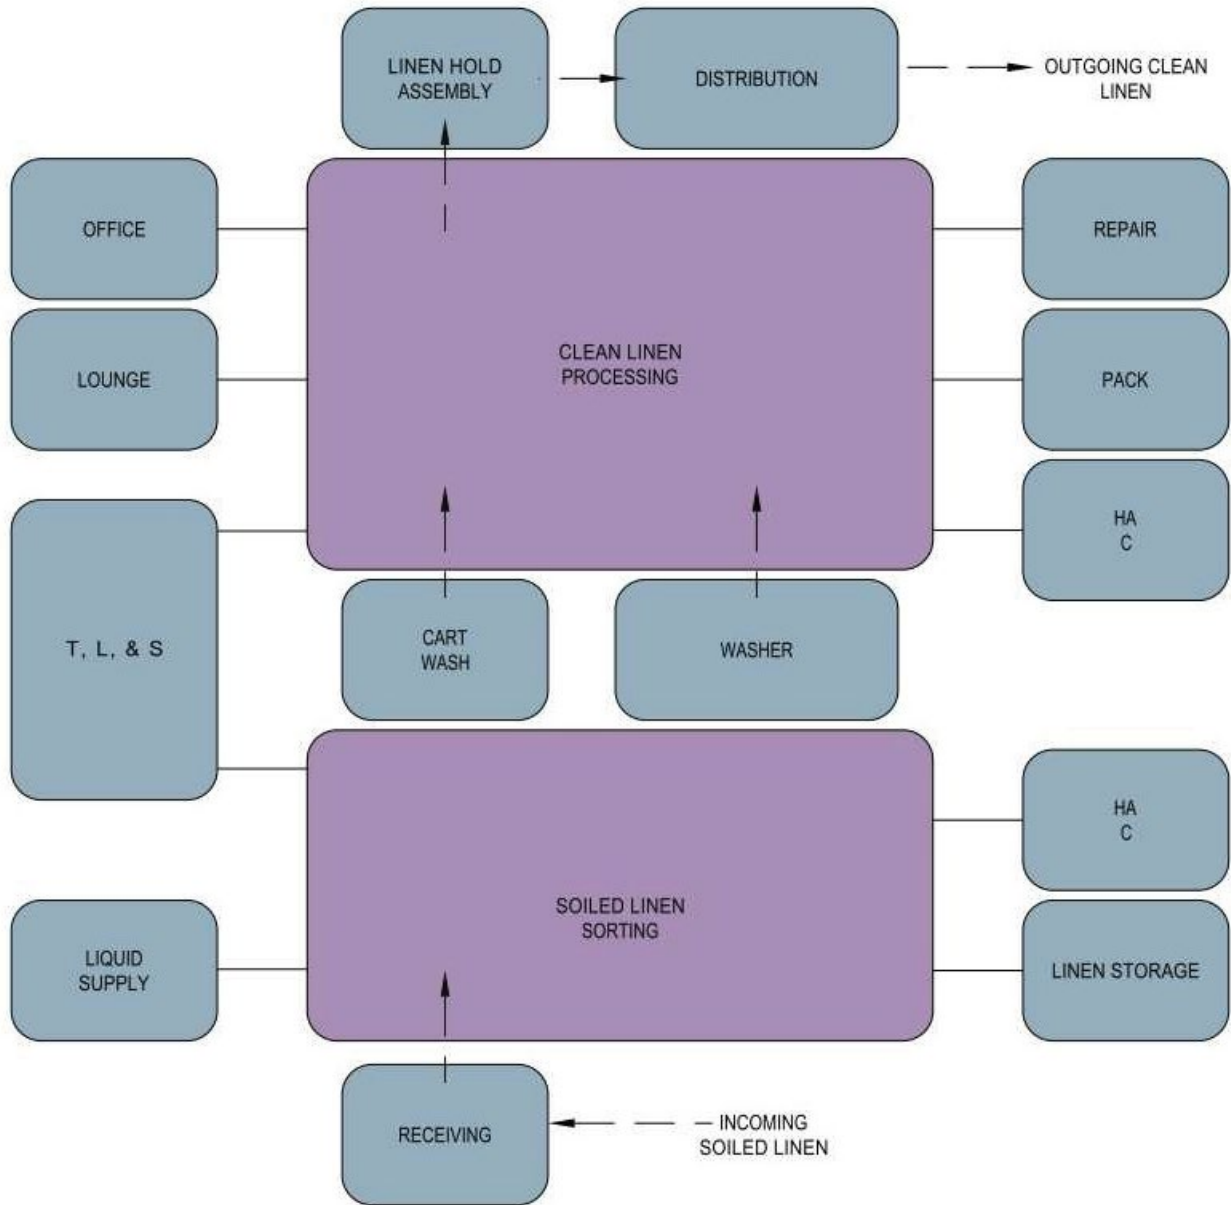 LINEN HOLD
ASSEMBLY
DISTRIBUTION
OUTGOING CLEAN
LINEN
OFFICE
REPAIR
LOUNGE
CLEAN LINEN
PROCESSING
PACK
HA
C
T, L, & S
CART
WASH
WASHER
HA
C
SOILED LINEN
SORTING
LIQUID
SUPPLY
LINEN STORAGE
RECEIVING
INCOMING
SOILED LINEN